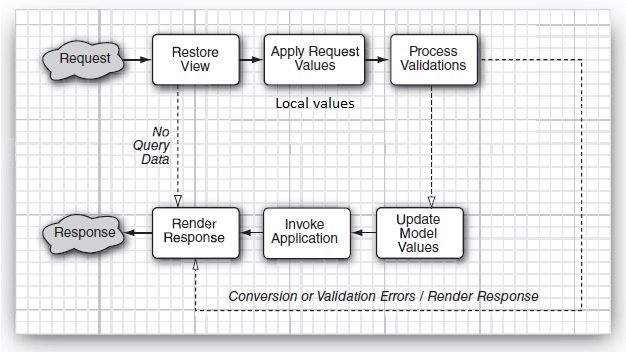 Request
Restore
View
Apply Request
Values
Process
Validations
Local values
No
Query
Data
Response
Render
Response
Invoke
Application
Update
Model
Values
Conversion or Validation Errors / Render Response